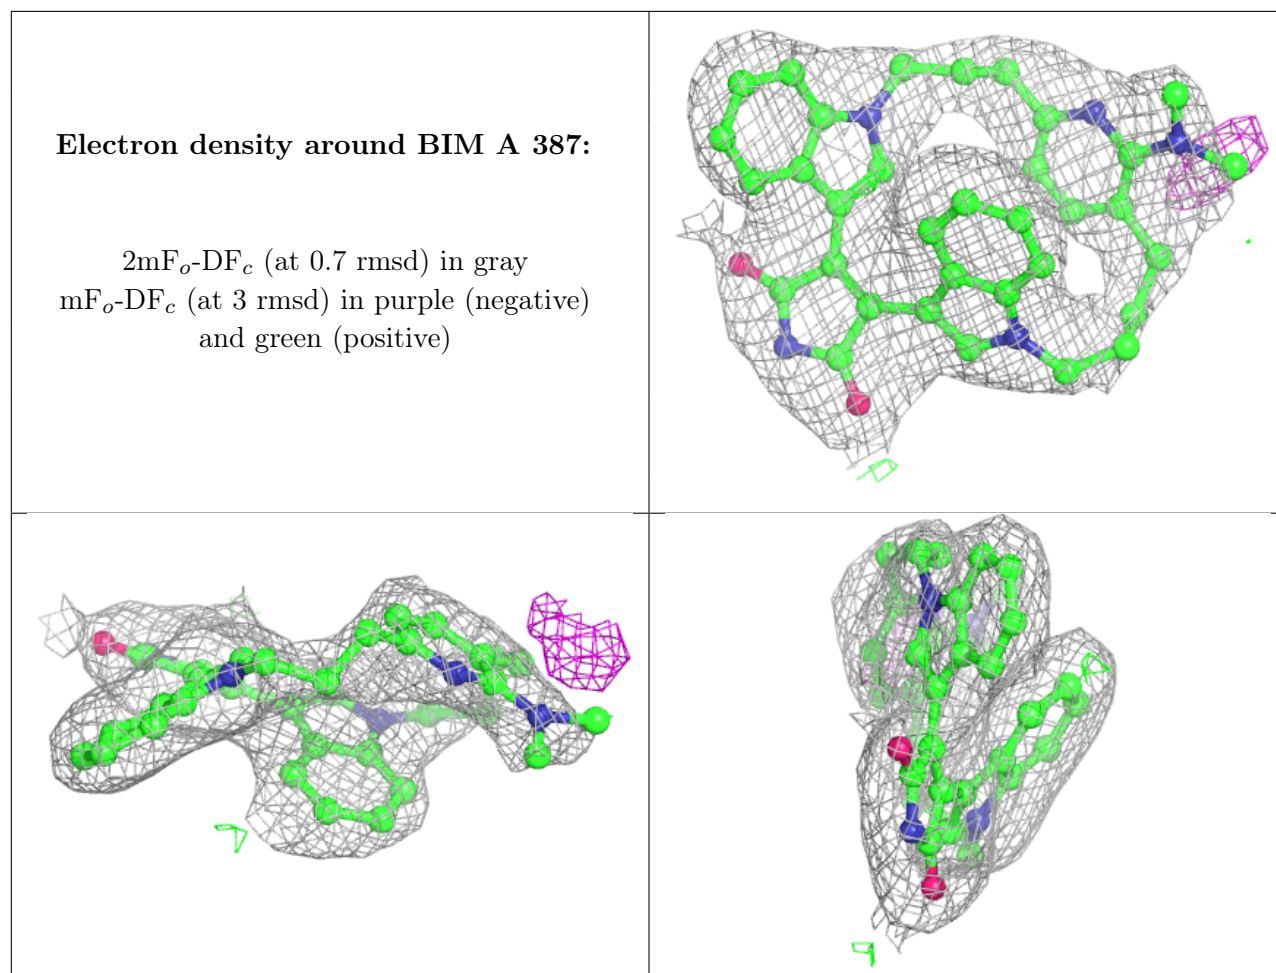 Electron density around BIM A 387:
2mFo-DFc (at 0.7 rmsd) in gray
mFo-DFc (at 3 rmsd) in purple (negative)
and green (positive)